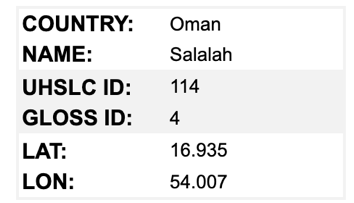 COUNTRY: Oman
NAME: Salalah
UHSLC ID: 114
GLOSS ID: 4
LAT: 16.935
LON: 54.007